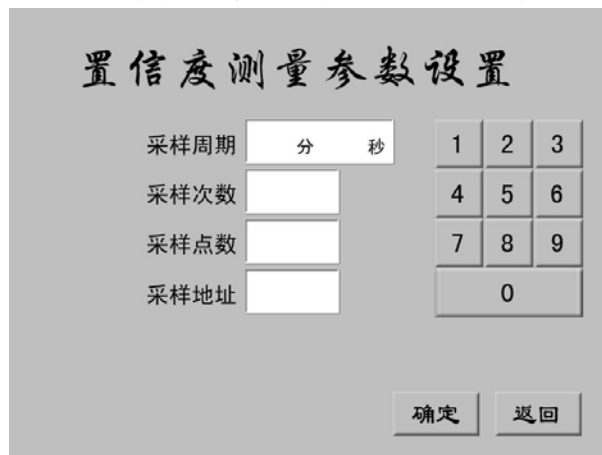 置信度测量参数设置
采样周期 分 秒 1 2 3
采样次数 4 5 6
采样点数 7 8 9
采样地址 0
确定 返回